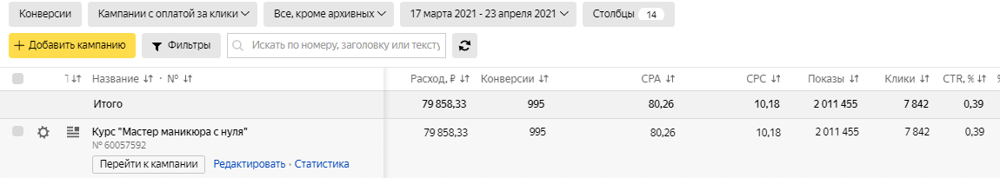 Конверсии Кампании с оплатой за клики Все, кроме архивных 17 марта 2021 - 23 апреля 2021 Столбцы 14
+ Добавить кампанию Фильтры Искать по номеру, заголовку или тексту
Название · № Расход, ₽ Конверсии CPA CPC Показы Клики CTR, %
Итого 79 858,33 995 80,26 10,18 2 011 455 7 842 0,39
Курс "Мастер маникюра с нуля" 79 858,33 995 80,26 10,18 2 011 455 7 842 0,39
№ 60057592
Перейти к кампании Редактировать · Статистика